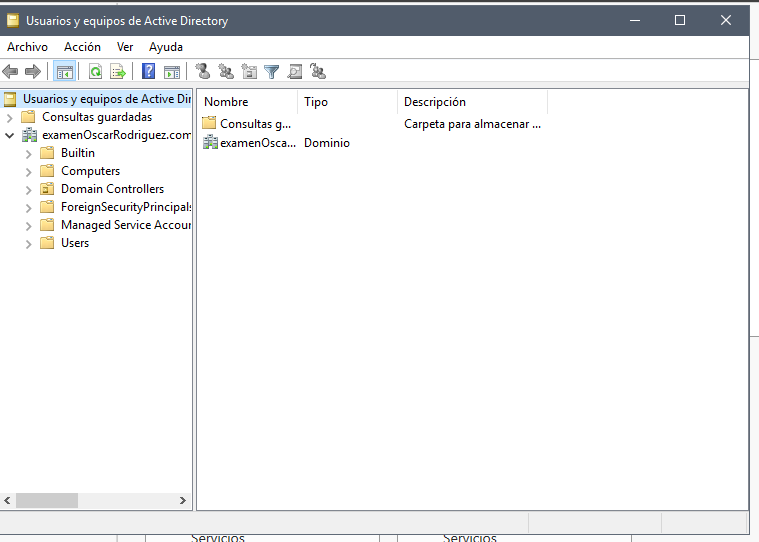 Usuarios y equipos de Active Directory
Archivo Acción Ver Ayuda
Usuarios y equipos de Active Dir
Consultas guardadas
examenOscarRodriguez.com
Builtin
Computers
Domain Controllers
ForeignSecurityPrincipals
Managed Service Accour
Users
Nombre Tipo Descripción
Consultas g... Carpeta para almacenar ...
examenOsca... Dominio
Servicios Servicios